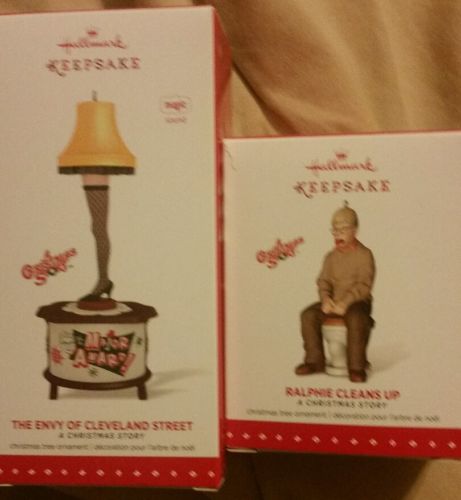 Hallmark
KEEPSAKE
magic
sound
A Christmas
Story
MAJOR
AWARD!
THE ENVY OF CLEVELAND STREET
A CHRISTMAS STORY
christmas tree ornament | décoration pour l'arbre de noël
Hallmark
KEEPSAKE
A Christmas
Story
RALPHIE CLEANS UP
A CHRISTMAS STORY
christmas tree ornament | décoration pour l'arbre de noël